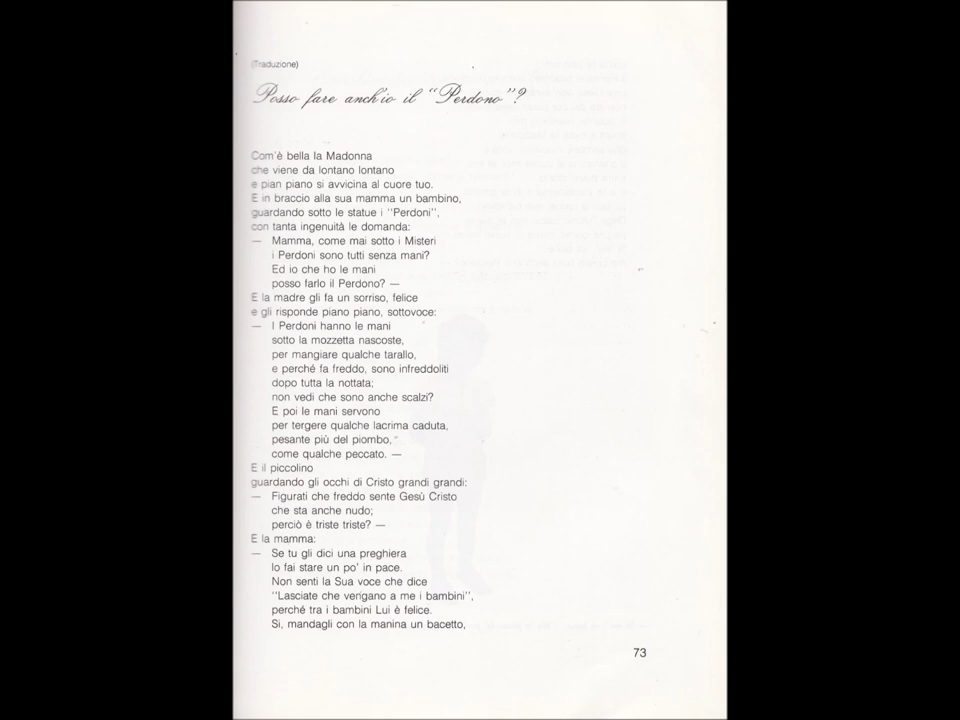 (Traduzione)
Posso fare anch'io il "Perdono"?
Com'è bella la Madonna
che viene da lontano lontano
e pian piano si avvicina al cuore tuo.
E in braccio alla sua mamma un bambino,
guardando sotto le statue i "Perdoni",
con tanta ingenuità le domanda:
— Mamma, come mai sotto i Misteri
i Perdoni sono tutti senza mani?
Ed io che ho le mani
posso farlo il Perdono? —
E la madre gli fa un sorriso, felice
e gli risponde piano piano, sottovoce:
— I Perdoni hanno le mani
sotto la mozzetta nascoste,
per mangiare qualche tarallo,
e perché fa freddo, sono infreddoliti
dopo tutta la nottata;
non vedi che sono anche scalzi?
E poi le mani servono
per tergere qualche lacrima caduta,
pesante più del piombo,
come qualche peccato. —
E il piccolino
guardando gli occhi di Cristo grandi grandi:
— Figurati che freddo sente Gesù Cristo
che sta anche nudo;
perciò è triste triste? —
E la mamma:
— Se tu gli dici una preghiera
lo fai stare un po' in pace.
Non senti la Sua voce che dice
"Lasciate che vengano a me i bambini",
perché tra i bambini Lui è felice.
Si, mandagli con la manina un bacetto,
73